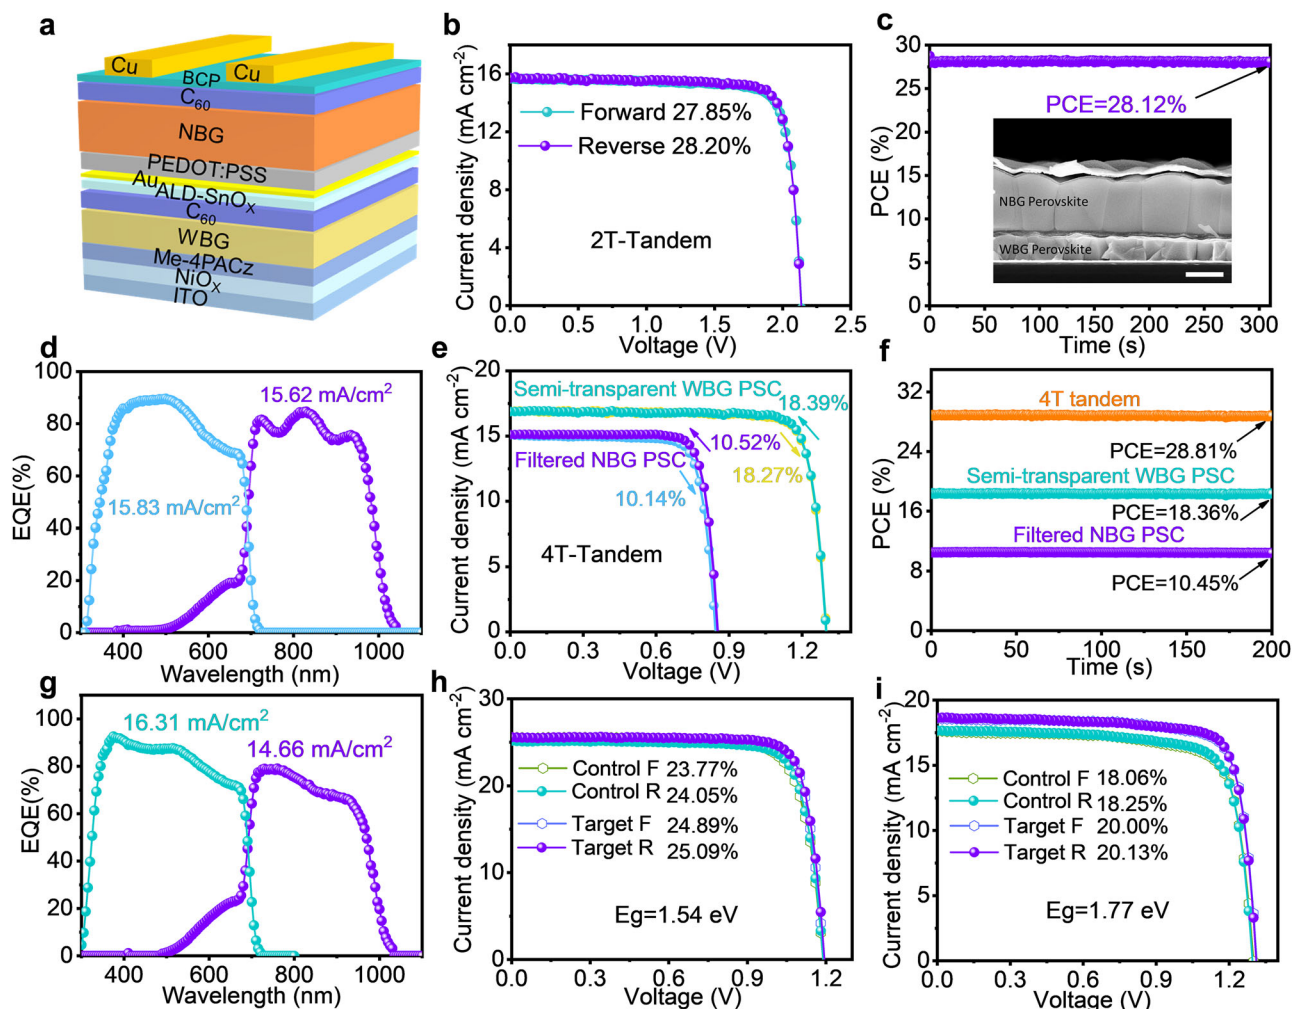 a
Cu
Cu
BCP
C60
NBG
PEDOT:PSS
Au
ALD-SnOX
C60
WBG
Me-4PACz
NiOX
ITO
b
Current density (mA cm-2)
16
12
8
4
0
Forward 27.85%
Reverse 28.20%
2T-Tandem
0.0 0.5 1.0 1.5 2.0 2.5
Voltage (V)
c
PCE (%)
30
25
20
15
10
5
0
PCE=28.12%
NBG Perovskite
WBG Perovskite
0 50 100 150 200 250 300
Time (s)
d
EQE(%)
100
80
60
40
20
0
15.62 mA/cm2
15.83 mA/cm2
400 600 800 1000
Wavelength (nm)
e
Current density (mA cm-2)
20
15
10
5
0
Semi-transparent WBG PSC
18.39%
10.52%
Filtered NBG PSC
18.27%
10.14%
4T-Tandem
0.0 0.3 0.6 0.9 1.2
Voltage (V)
f
PCE (%)
32
24
16
8
0
4T tandem
PCE=28.81%
Semi-transparent WBG PSC
PCE=18.36%
Filtered NBG PSC
PCE=10.45%
0 50 100 150 200
Time (s)
g
EQE(%)
100
80
60
40
20
0
16.31 mA/cm2
14.66 mA/cm2
400 600 800 1000
Wavelength (nm)
h
Current density (mA cm-2)
30
25
20
15
10
5
0
Control F 23.77%
Control R 24.05%
Target F 24.89%
Target R 25.09%
Eg=1.54 eV
0.0 0.3 0.6 0.9 1.2
Voltage (V)
i
Current density (mA cm-2)
20
15
10
5
0
Control F 18.06%
Control R 18.25%
Target F 20.00%
Target R 20.13%
Eg=1.77 eV
0.0 0.3 0.6 0.9 1.2
Voltage (V)